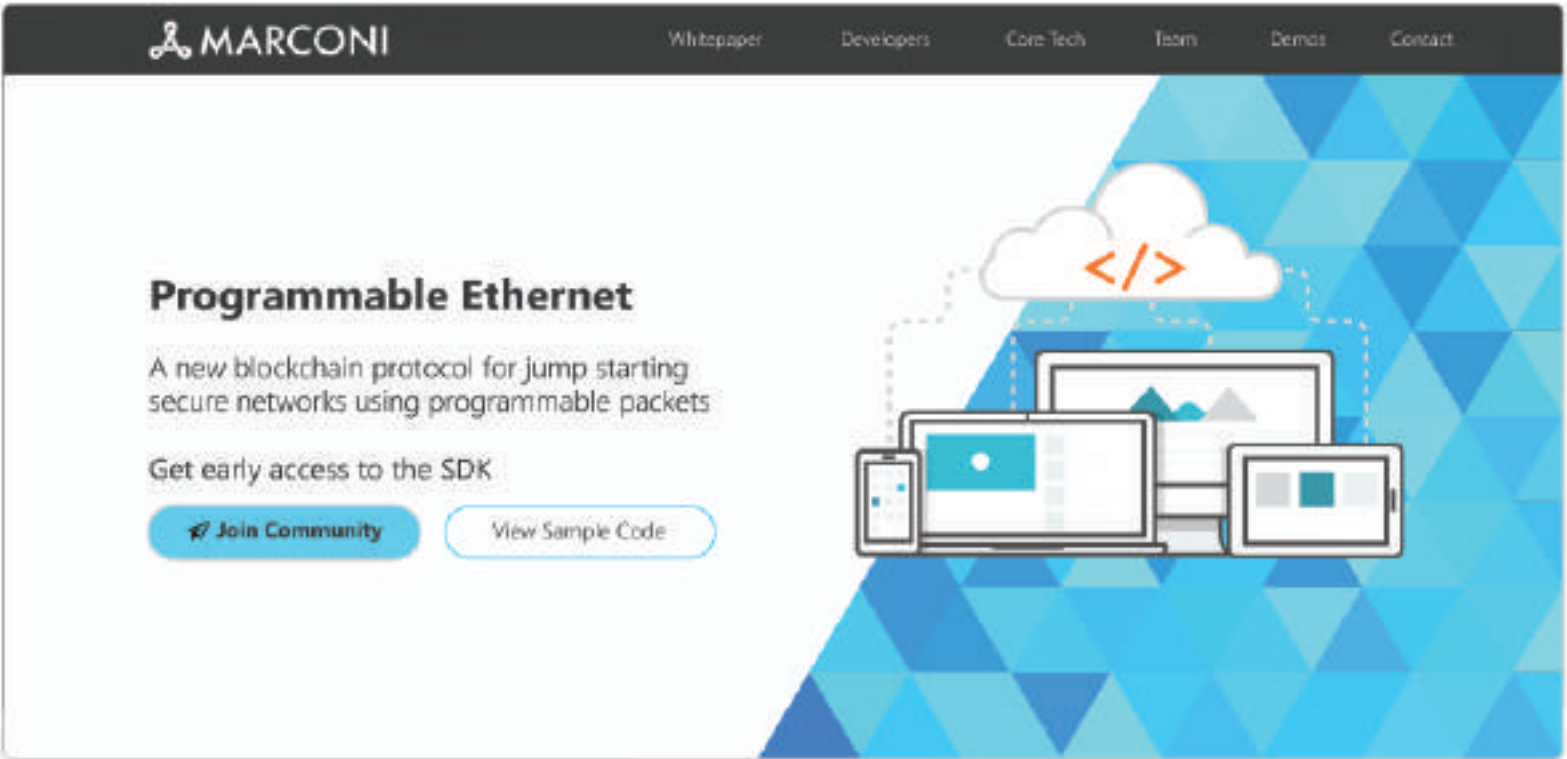 MARCONI
Whitepaper Developers Core Tech Team Demos Contact
Programmable Ethernet
A new blockchain protocol for jump starting
secure networks using programmable packets
Get early access to the SDK
Join Community
View Sample Code
</>